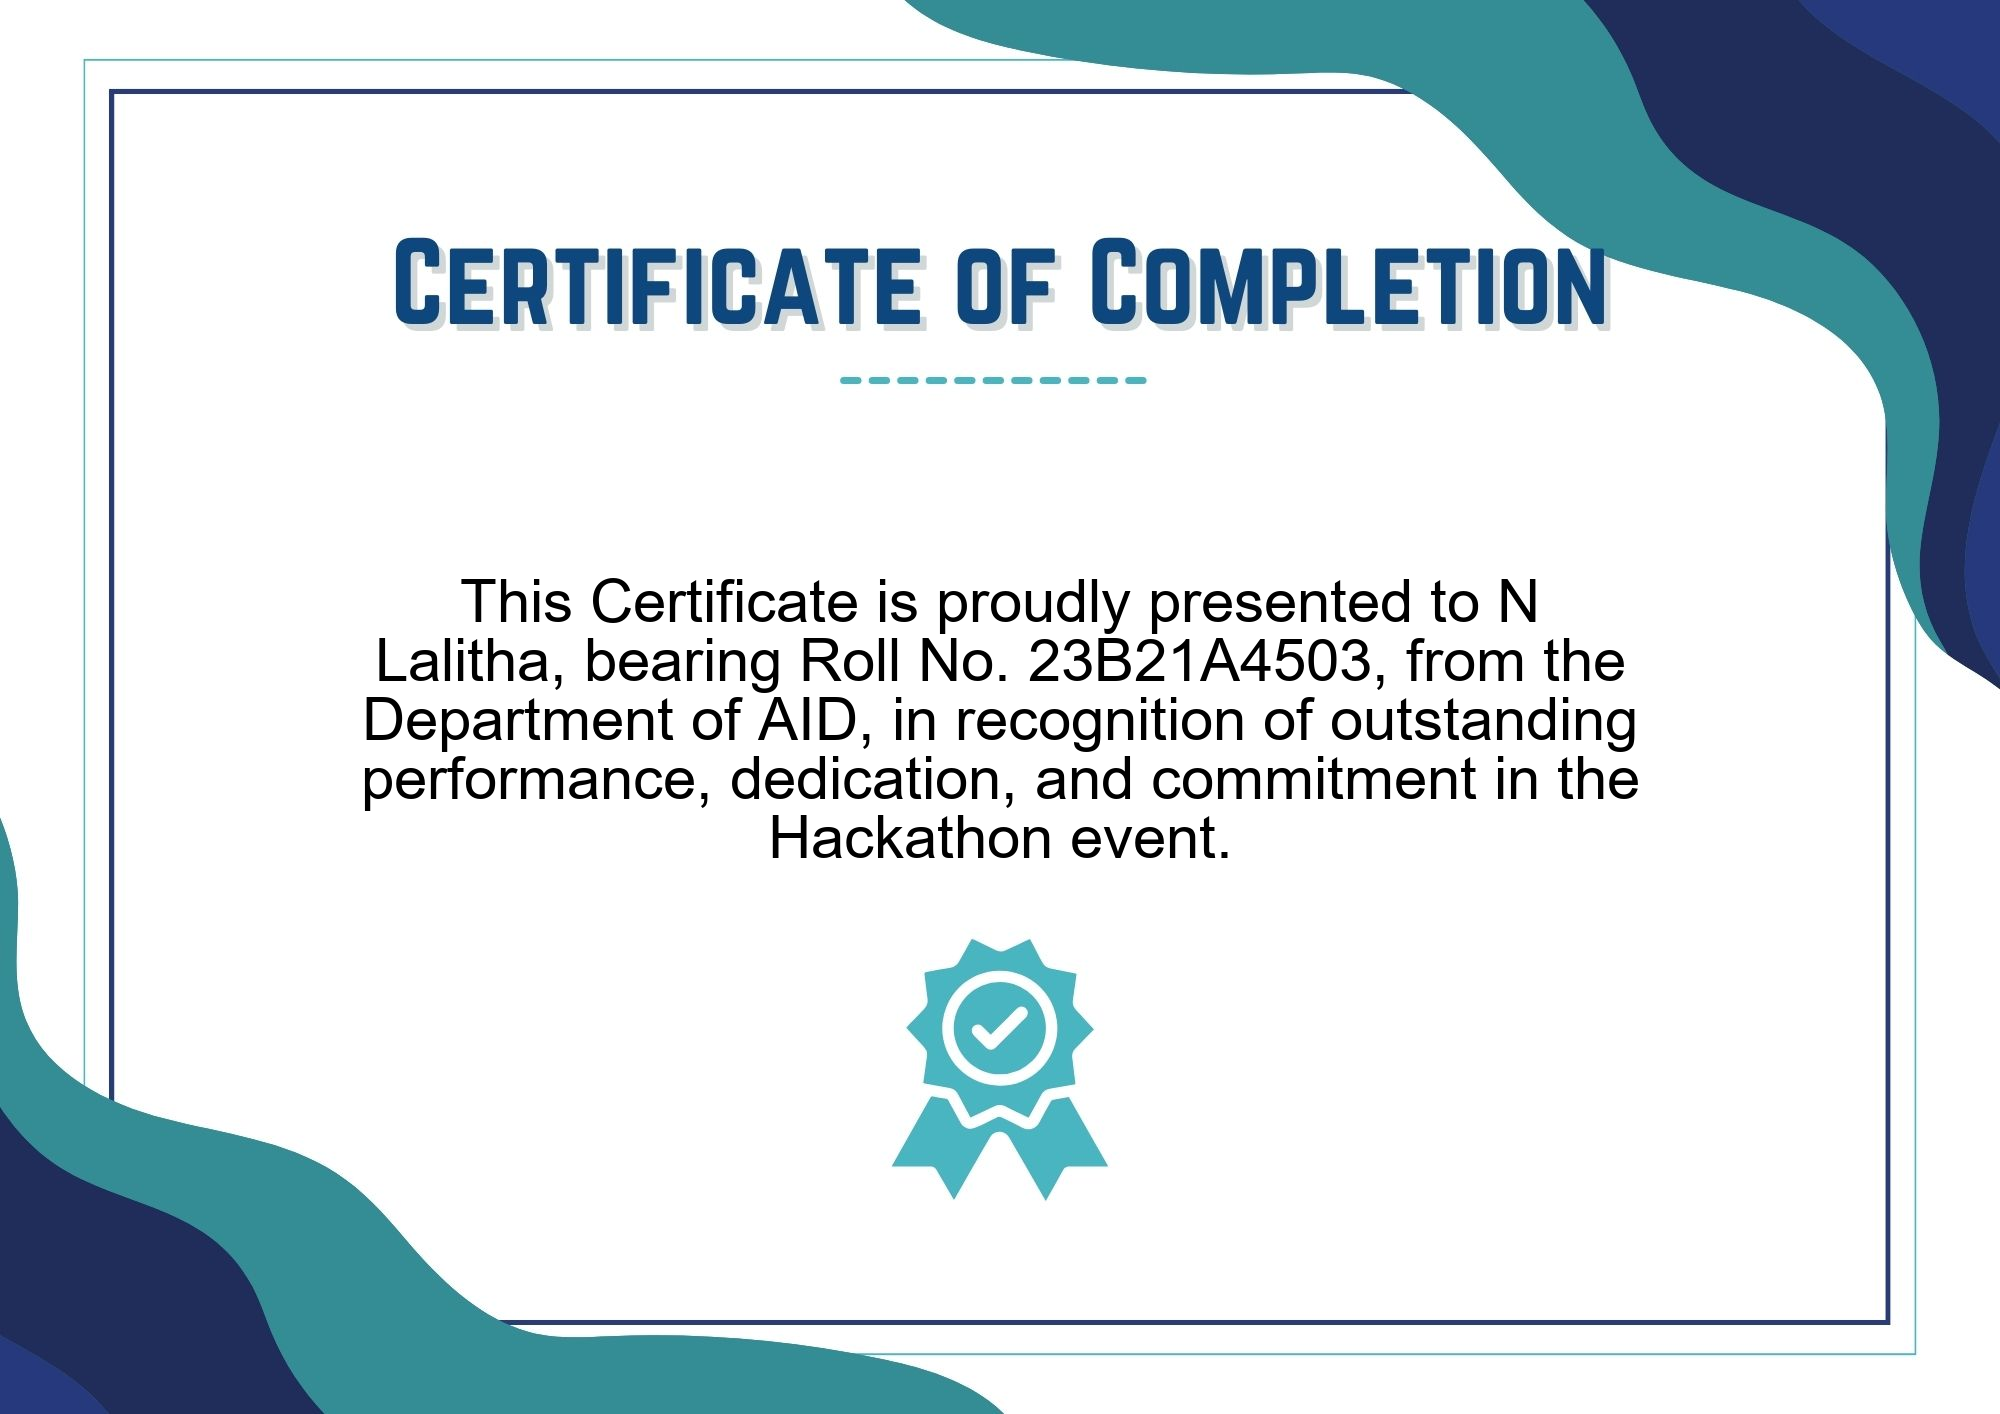 Certificate of Completion
This Certificate is proudly presented to N
Lalitha, bearing Roll No. 23B21A4503, from the
Department of AID, in recognition of outstanding
performance, dedication, and commitment in the
Hackathon event.